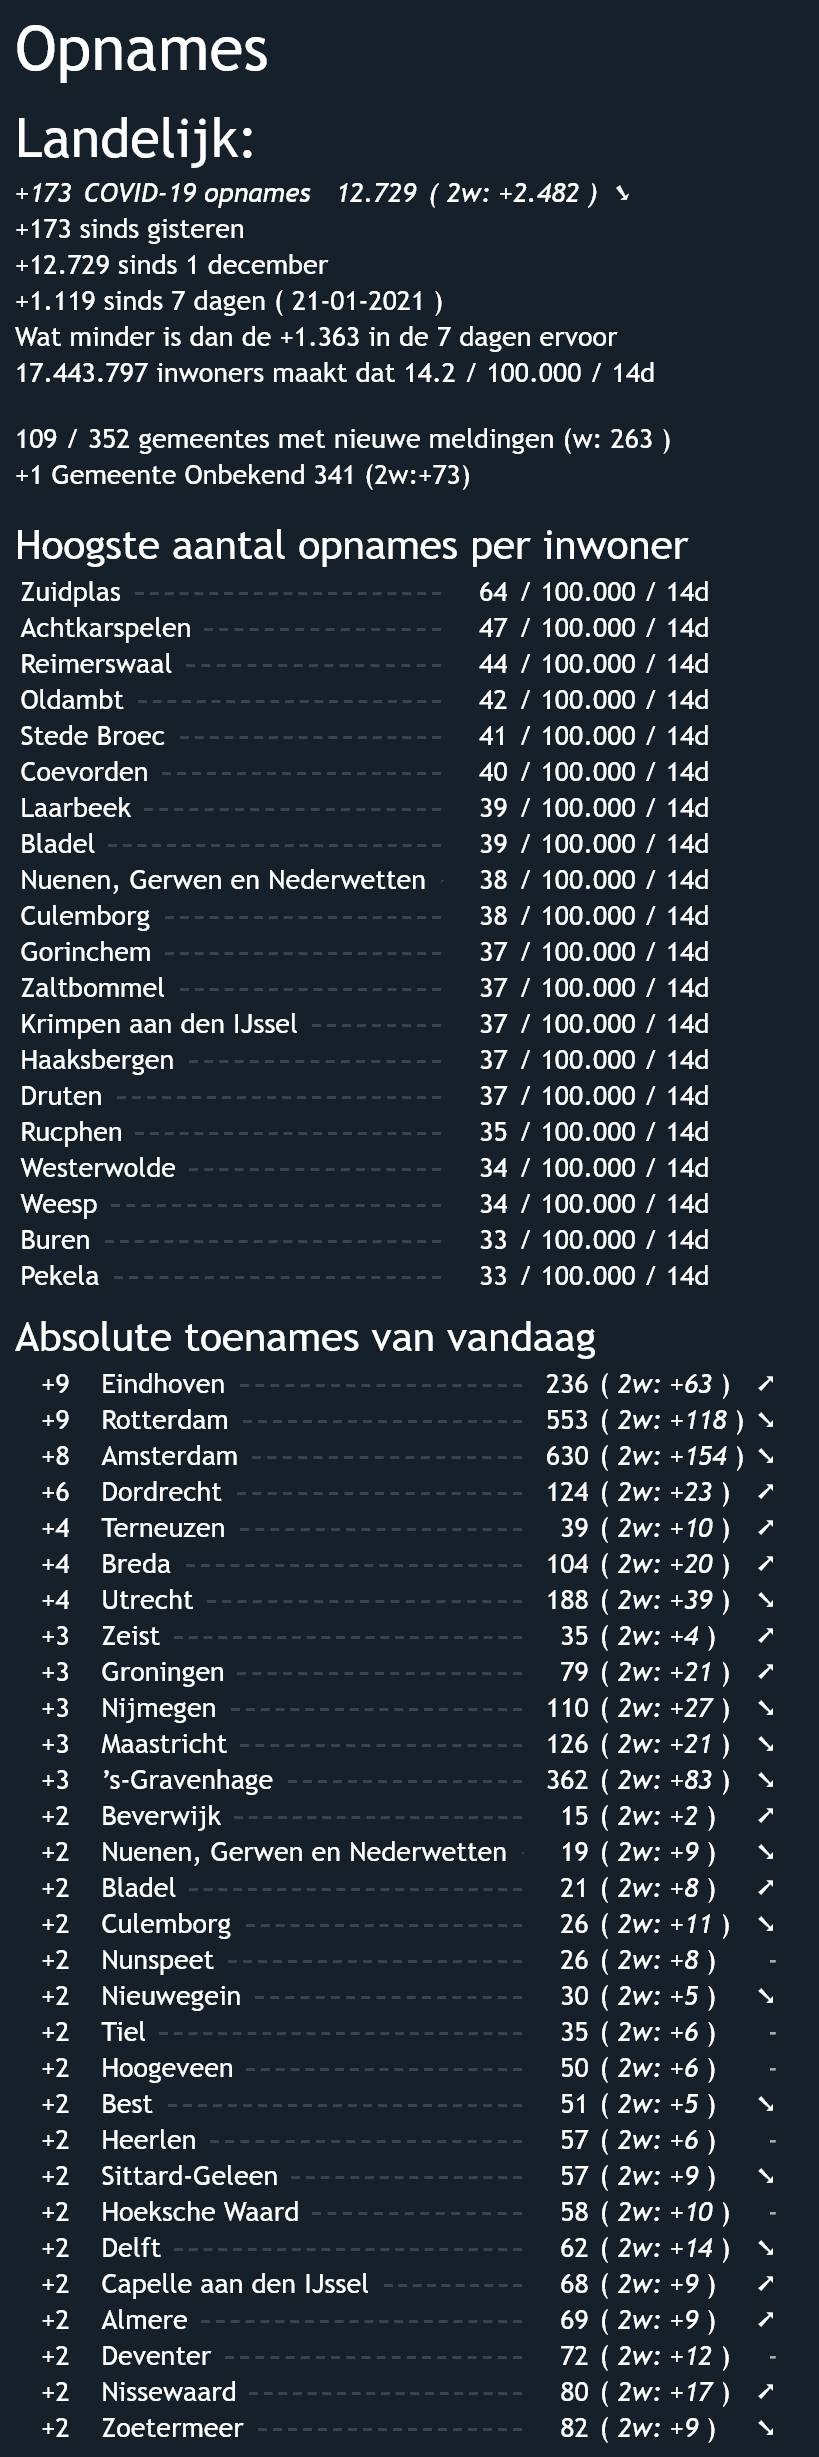 Opnames
Landelijk:
+173 COVID-19 opnames 12.729 ( 2w: +2.482 ) ➘
+173 sinds gisteren
+12.729 sinds 1 december
+1.119 sinds 7 dagen ( 21-01-2021 )
Wat minder is dan de +1.363 in de 7 dagen ervoor
17.443.797 inwoners maakt dat 14.2 / 100.000 / 14d
109 / 352 gemeentes met nieuwe meldingen (w: 263 )
+1 Gemeente Onbekend 341 (2w:+73)
Hoogste aantal opnames per inwoner
Zuidplas 64 / 100.000 / 14d
Achtkarspelen 47 / 100.000 / 14d
Reimerswaal 44 / 100.000 / 14d
Oldambt 42 / 100.000 / 14d
Stede Broec 41 / 100.000 / 14d
Coevorden 40 / 100.000 / 14d
Laarbeek 39 / 100.000 / 14d
Bladel 39 / 100.000 / 14d
Nuenen, Gerwen en Nederwetten 38 / 100.000 / 14d
Culemborg 38 / 100.000 / 14d
Gorinchem 37 / 100.000 / 14d
Zaltbommel 37 / 100.000 / 14d
Krimpen aan den IJssel 37 / 100.000 / 14d
Haaksbergen 37 / 100.000 / 14d
Druten 37 / 100.000 / 14d
Rucphen 35 / 100.000 / 14d
Westerwolde 34 / 100.000 / 14d
Weesp 34 / 100.000 / 14d
Buren 33 / 100.000 / 14d
Pekela 33 / 100.000 / 14d
Absolute toenames van vandaag
+9 Eindhoven 236 ( 2w: +63 ) ➚
+9 Rotterdam 553 ( 2w: +118 ) ➘
+8 Amsterdam 630 ( 2w: +154 ) ➘
+6 Dordrecht 124 ( 2w: +23 ) ➚
+4 Terneuzen 39 ( 2w: +10 ) ➚
+4 Breda 104 ( 2w: +20 ) ➚
+4 Utrecht 188 ( 2w: +39 ) ➘
+3 Zeist 35 ( 2w: +4 ) ➚
+3 Groningen 79 ( 2w: +21 ) ➚
+3 Nijmegen 110 ( 2w: +27 ) ➘
+3 Maastricht 126 ( 2w: +21 ) ➘
+3 ’s-Gravenhage 362 ( 2w: +83 ) ➘
+2 Beverwijk 15 ( 2w: +2 ) ➚
+2 Nuenen, Gerwen en Nederwetten 19 ( 2w: +9 ) ➘
+2 Bladel 21 ( 2w: +8 ) ➚
+2 Culemborg 26 ( 2w: +11 ) ➘
+2 Nunspeet 26 ( 2w: +8 ) -
+2 Nieuwegein 30 ( 2w: +5 ) ➘
+2 Tiel 35 ( 2w: +6 ) -
+2 Hoogeveen 50 ( 2w: +6 ) -
+2 Best 51 ( 2w: +5 ) ➘
+2 Heerlen 57 ( 2w: +6 ) -
+2 Sittard-Geleen 57 ( 2w: +9 ) ➘
+2 Hoeksche Waard 58 ( 2w: +10 ) -
+2 Delft 62 ( 2w: +14 ) ➘
+2 Capelle aan den IJssel 68 ( 2w: +9 ) ➚
+2 Almere 69 ( 2w: +9 ) ➚
+2 Deventer 72 ( 2w: +12 ) -
+2 Nissewaard 80 ( 2w: +17 ) ➚
+2 Zoetermeer 82 ( 2w: +9 ) ➘